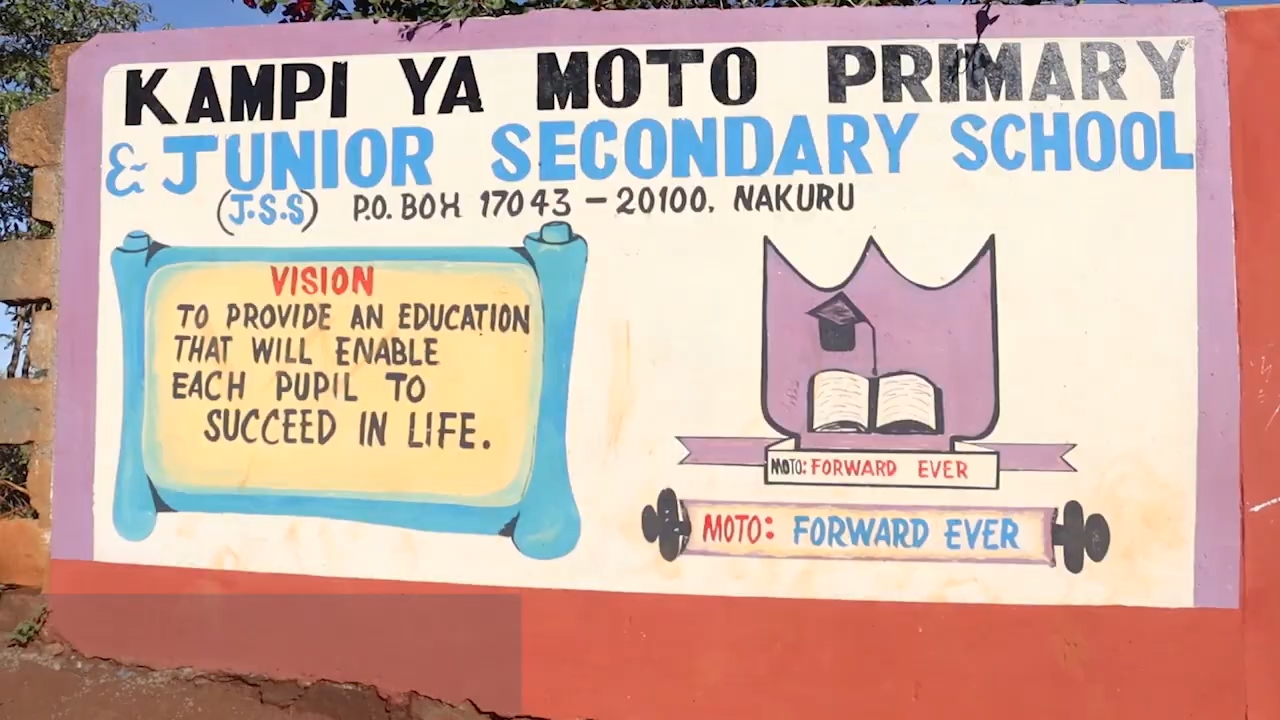 KAMPI YA MOTO PRIMARY
& JUNIOR SECONDARY SCHOOL
(J.S.S) P.O. BOX 17043 - 20100, NAKURU
VISION
TO PROVIDE AN EDUCATION
THAT WILL ENABLE
EACH PUPIL TO
SUCCEED IN LIFE.
MOTO: FORWARD EVER
MOTO: FORWARD EVER